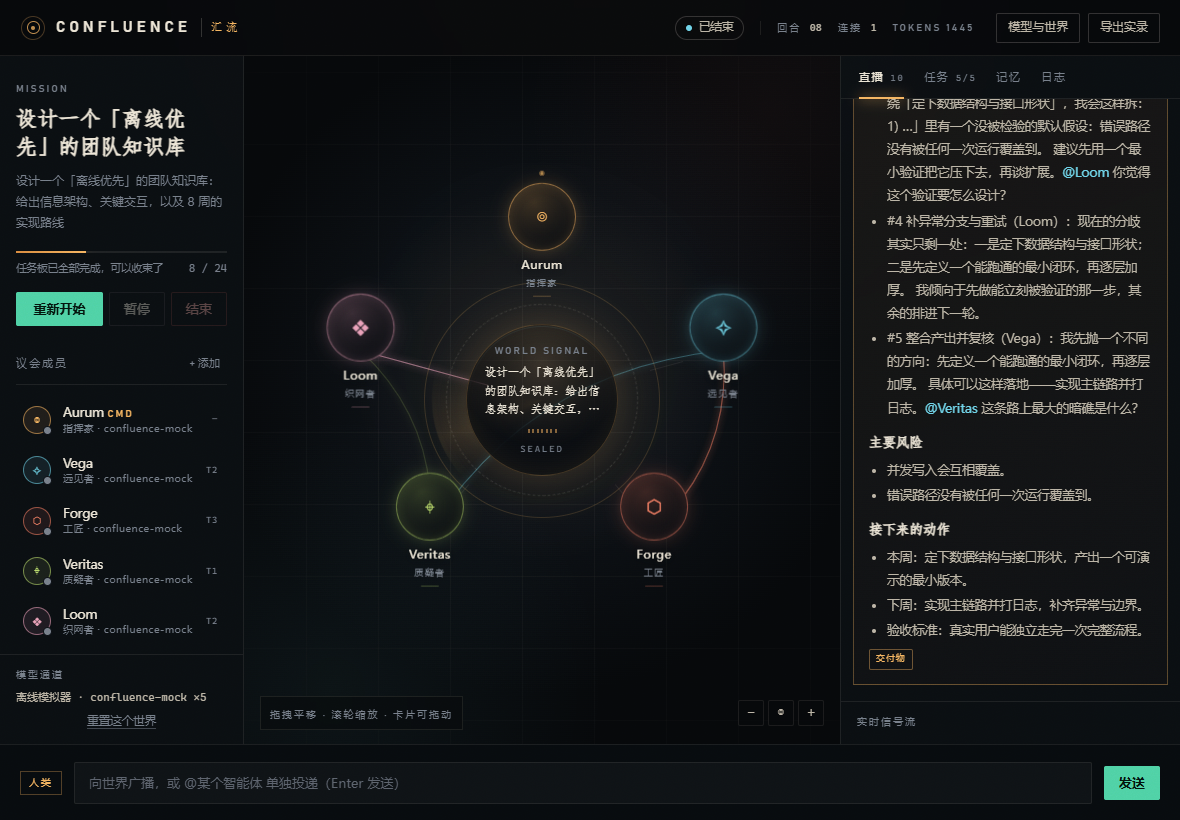 CONFLUENCE 汇流
已结束
回合 08 连接 1 TOKENS 1445
模型与世界
导出实录
MISSION
设计一个「离线优
先」的团队知识库
设计一个「离线优先」的团队知识库：
给出信息架构、关键交互，以及 8 周的
实现路线
任务板已全部完成，可以收束了 8 / 24
重新开始
暂停
结束
议会成员 + 添加
Aurum CMD
指挥家 · confluence-mock
—
Vega
远见者 · confluence-mock
T2
Forge
工匠 · confluence-mock
T3
Veritas
质疑者 · confluence-mock
T1
Loom
织网者 · confluence-mock
T2
模型通道
离线模拟器 · confluence-mock ×5
重置这个世界
Aurum
指挥家
Loom
织网者
Vega
远见者
WORLD SIGNAL
设计一个「离线优先」
的团队知识库：给出信
息架构、关键交互，⋯
SEALED
Veritas
质疑者
Forge
工匠
拖拽平移 · 滚轮缩放 · 卡片可拖动
−
+
直播 10 任务 5/5 记忆 日志
绕「定下数据结构与接口形状」，我会这样拆：
1) …」里有一个没被检验的默认假设：错误路径
没有被任何一次运行覆盖到。 建议先用一个最
小验证把它压下去，再谈扩展。@Loom 你觉得
这个验证要怎么设计？
• #4 补异常分支与重试（Loom）：现在的分歧
其实只剩一处：一是定下数据结构与接口形状；
二是先定义一个能跑通的最小闭环，再逐层加
厚。 我倾向于先做能立刻被验证的那一步，其
余的排进下一轮。
• #5 整合产出并复核（Vega）：我先抛一个不同
的方向：先定义一个能跑通的最小闭环，再逐层
加厚。 具体可以这样落地——实现主链路并打
日志。@Veritas 这条路上最大的暗礁是什么？
主要风险
• 并发写入会互相覆盖。
• 错误路径没有被任何一次运行覆盖到。
接下来的动作
• 本周：定下数据结构与接口形状，产出一个可演
示的最小版本。
• 下周：实现主链路并打日志，补齐异常与边界。
• 验收标准：真实用户能独立走完一次完整流程。
交付物
实时信号流
人类
向世界广播，或 @某个智能体 单独投递（Enter 发送）
发送